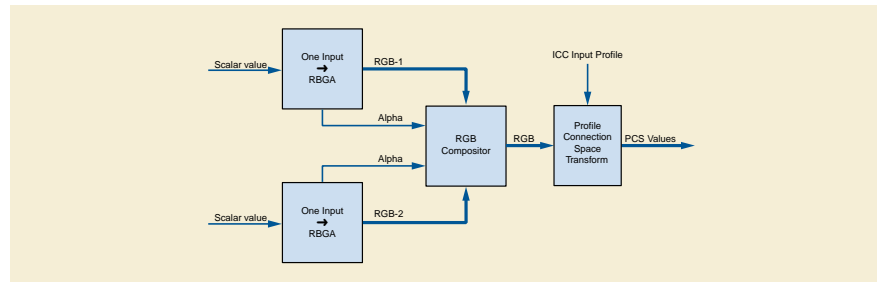 One Input
➔
RBGA
Scalar value
RGB-1
Alpha
ICC Input Profile
RGB
Compositor
RGB
Profile
Connection
Space
Transform
PCS Values
Alpha
One Input
➔
RBGA
Scalar value
RGB-2